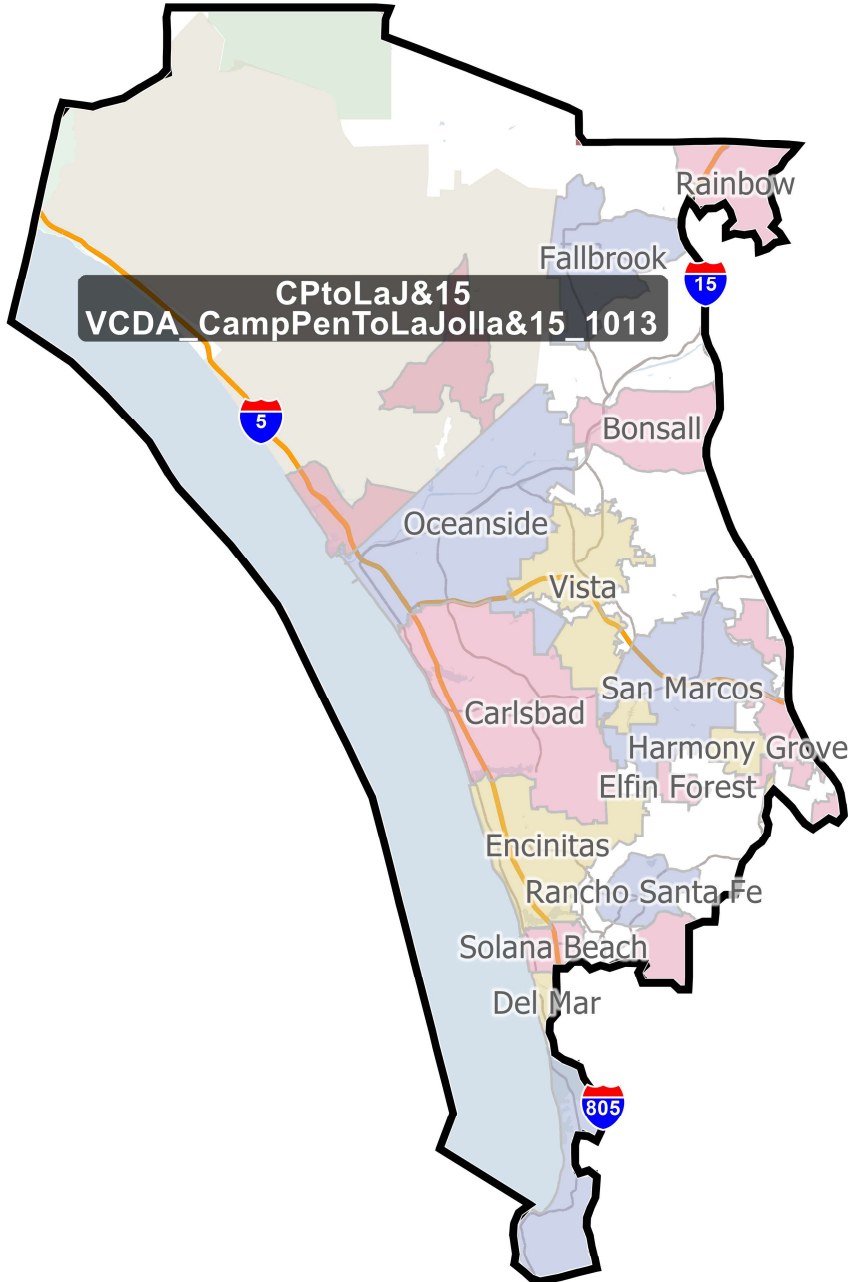 Rainbow
Fallbrook
15
CPtoLaJ&15
VCDA_CampPenToLaJolla&15_1013
5
Bonsall
Oceanside
Vista
San Marcos
Carlsbad
Harmony Grove
Elfin Forest
Encinitas
Rancho Santa Fe
Solana Beach
Del Mar
805